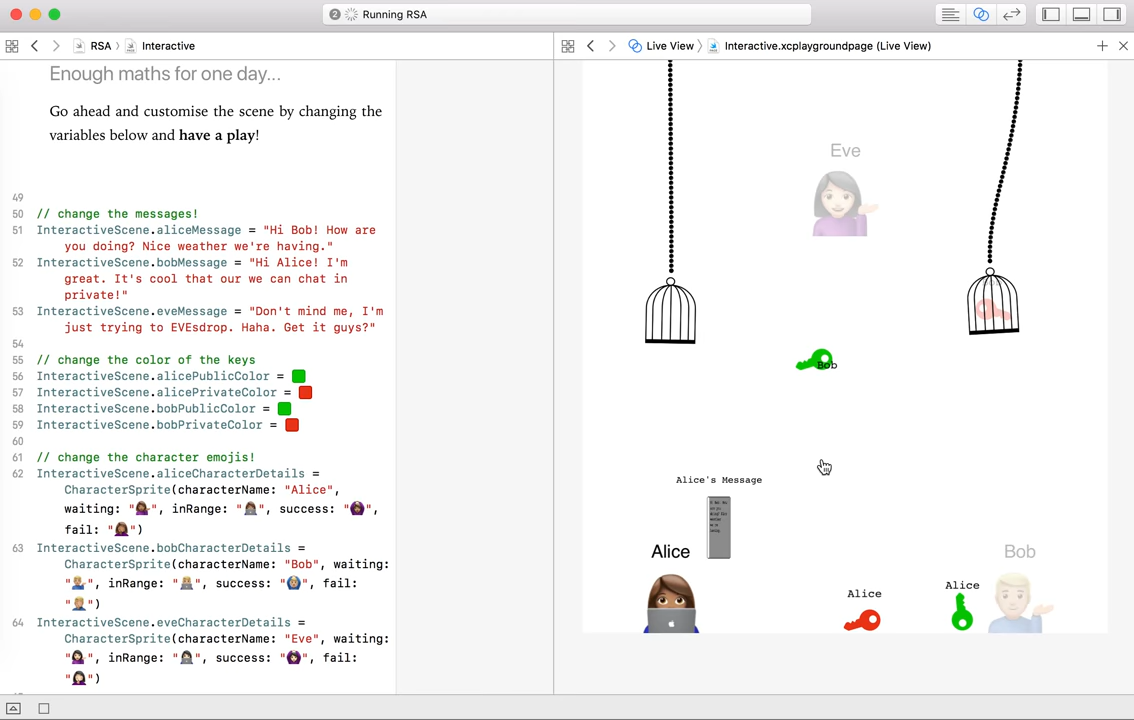 2 Running RSA
RSA Interactive
Live View Interactive.xcplaygroundpage (Live View)
Enough maths for one day...
Go ahead and customise the scene by changing the
variables below and have a play!
49
50 // change the messages!
51 InteractiveScene.aliceMessage = "Hi Bob! How are
you doing? Nice weather we're having."
52 InteractiveScene.bobMessage = "Hi Alice! I'm
great. It's cool that our we can chat in
private!"
53 InteractiveScene.eveMessage = "Don't mind me, I'm
just trying to EVEsdrop. Haha. Get it guys?"
54
55 // change the color of the keys
56 InteractiveScene.alicePublicColor =
57 InteractiveScene.alicePrivateColor =
58 InteractiveScene.bobPublicColor =
59 InteractiveScene.bobPrivateColor =
60
61 // change the character emojis!
62 InteractiveScene.aliceCharacterDetails =
CharacterSprite(characterName: "Alice",
waiting: "💁🏾‍♀️", inRange: "👩🏾‍💻", success: "🙆🏾‍♀️",
fail: "🤦🏾‍♀️")
63 InteractiveScene.bobCharacterDetails =
CharacterSprite(characterName: "Bob", waiting:
"💁🏼‍♂️", inRange: "👨🏼‍💻", success: "🙆🏼‍♂️", fail:
"🤦🏼‍♂️")
64 InteractiveScene.eveCharacterDetails =
CharacterSprite(characterName: "Eve", waiting:
"💁🏻‍♀️", inRange: "👩🏻‍💻", success: "🙆🏻‍♀️", fail:
"🤦🏻‍♀️")
Eve
Bob
Alice's Message
Alice
Bob
Alice
Alice